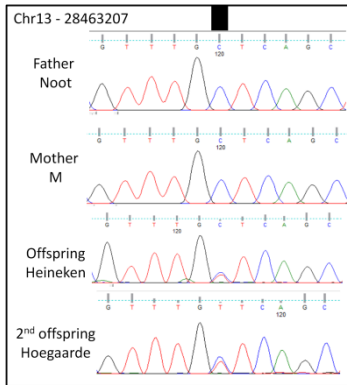 Chr13 - 28463207
G T T T G C T C A G C
120
Father
Noot
G T T T G C T C A G C
120
Mother
M
G T T T G C T C A G C
120
Offspring
Heineken
G T T T G T T C A G C
120
2nd offspring
Hoegaarde